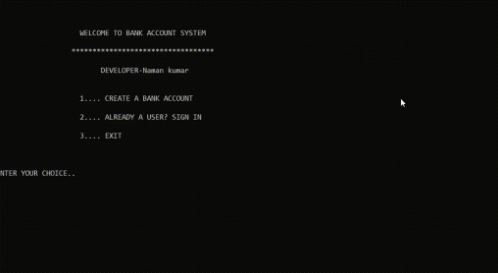 WELCOME TO BANK ACCOUNT SYSTEM
**********************************
DEVELOPER-Naman kumar
1.... CREATE A BANK ACCOUNT
2.... ALREADY A USER? SIGN IN
3.... EXIT
NTER YOUR CHOICE..